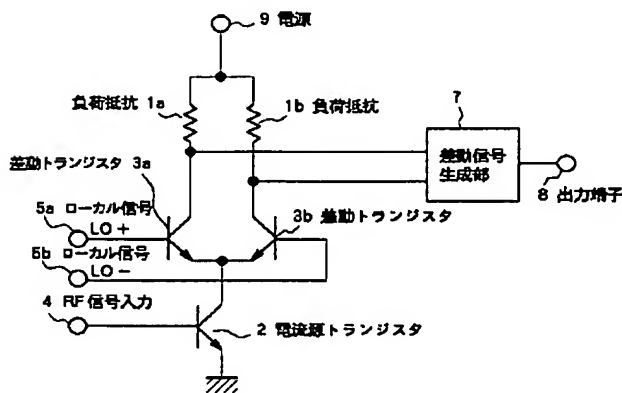 9 電源
負荷抵抗 1a
1b 負荷抵抗
7
差動信号
生成部
8 出力端子
差動トランジスタ 3a
5a ローカル信号
LO +
3b 差動トランジスタ
5b ローカル信号
LO −
4 RF 信号入力
2 電流源トランジスタ